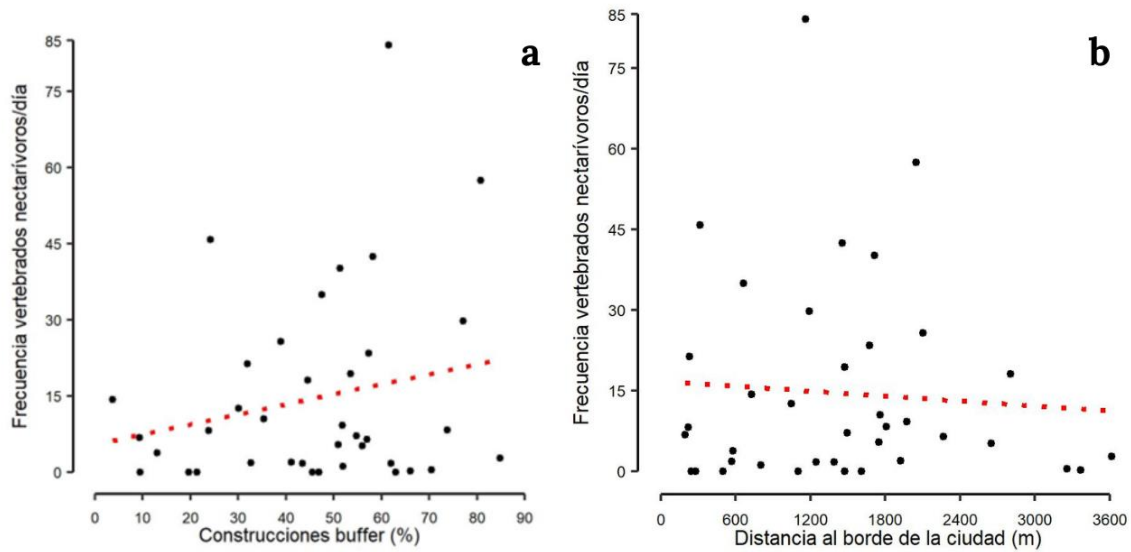 a
85
75
60
45
30
15
0
Frecuencia vertebrados nectarívoros/día
0 10 20 30 40 50 60 70 80 90
Construcciones buffer (%)
b
85
75
60
45
30
15
0
Frecuencia vertebrados nectarívoros/día
0 600 1200 1800 2400 3000 3600
Distancia al borde de la ciudad (m)